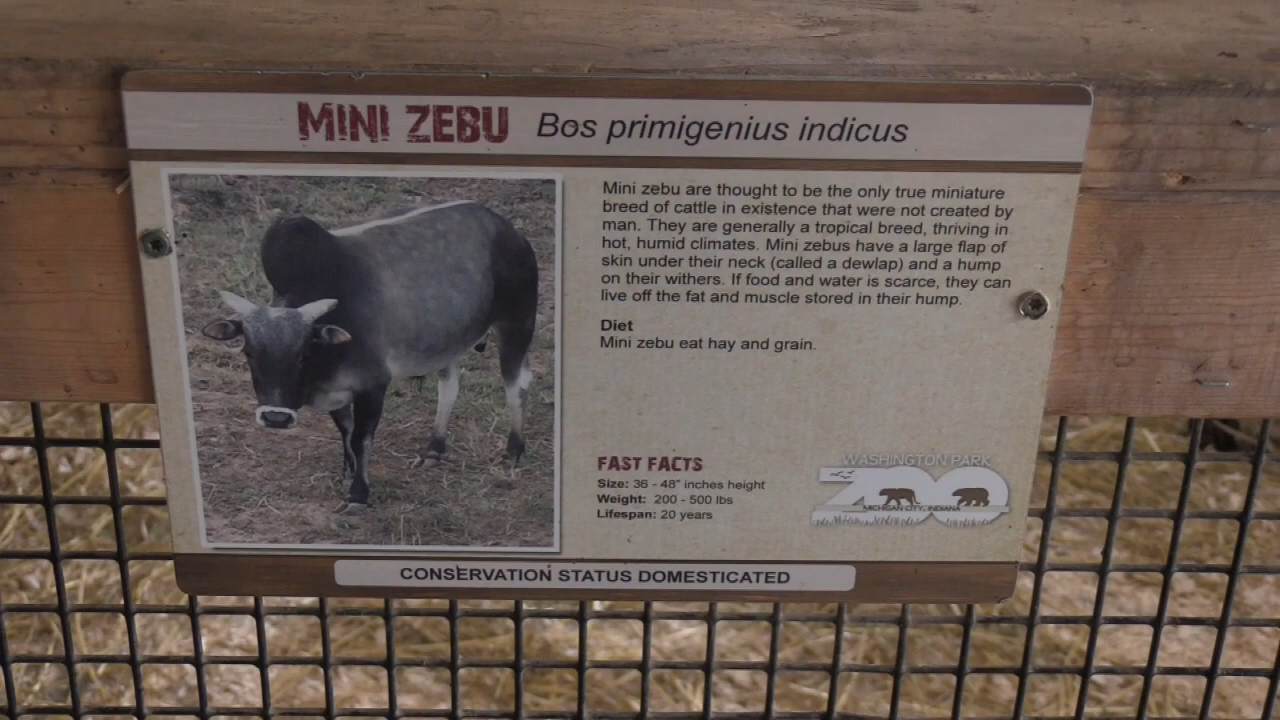 MINI ZEBU Bos primigenius indicus
Mini zebu are thought to be the only true miniature
breed of cattle in existence that were not created by
man. They are generally a tropical breed, thriving in
hot, humid climates. Mini zebus have a large flap of
skin under their neck (called a dewlap) and a hump
on their withers. If food and water is scarce, they can
live off the fat and muscle stored in their hump.
Diet
Mini zebu eat hay and grain.
FAST FACTS
Size: 36 - 48" inches height
Weight: 200 - 500 lbs
Lifespan: 20 years
WASHINGTON PARK
ZOO
MICHIGAN CITY, INDIANA
CONSERVATION STATUS DOMESTICATED